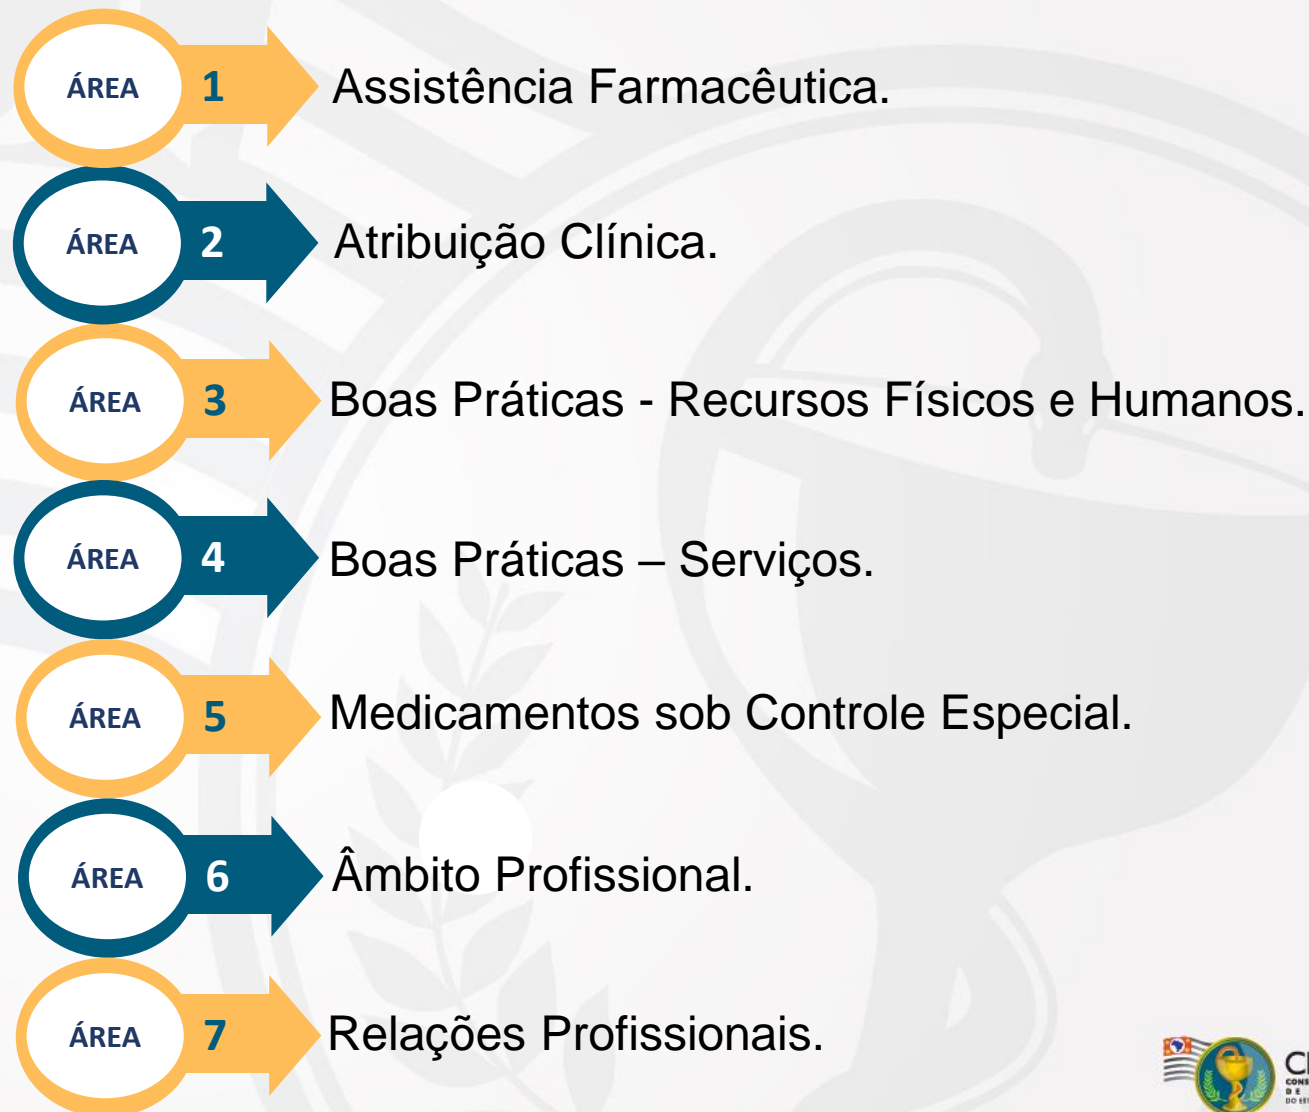 ÁREA 1 Assistência Farmacêutica.
ÁREA 2 Atribuição Clínica.
ÁREA 3 Boas Práticas - Recursos Físicos e Humanos.
ÁREA 4 Boas Práticas – Serviços.
ÁREA 5 Medicamentos sob Controle Especial.
ÁREA 6 Âmbito Profissional.
ÁREA 7 Relações Profissionais.